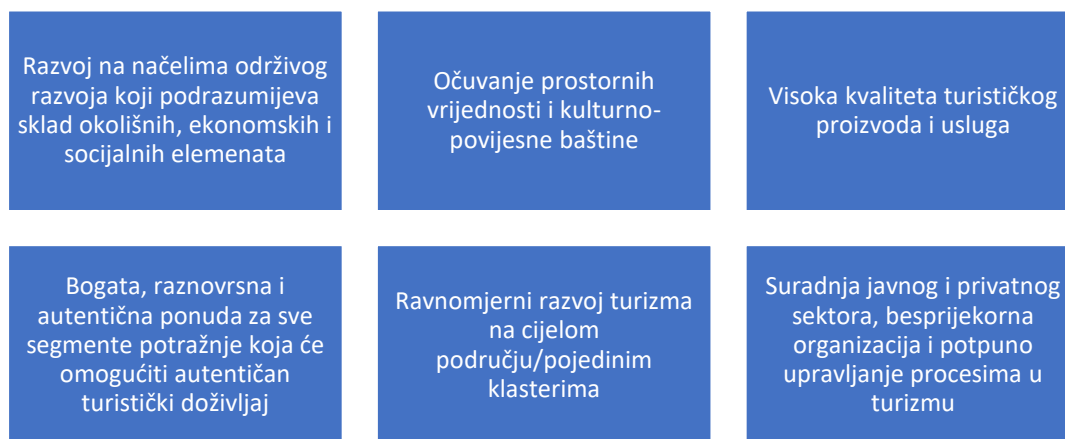 Razvoj na načelima održivog
razvoja koji podrazumijeva
sklad okolišnih, ekonomskih i
socijalnih elemenata
Očuvanje prostornih
vrijednosti i kulturno-
povijesne baštine
Visoka kvaliteta turističkog
proizvoda i usluga
Bogata, raznovrsna i
autentična ponuda za sve
segmente potražnje koja će
omogućiti autentičan
turistički doživljaj
Ravnomjerni razvoj turizma
na cijelom
području/pojedinim
klasterima
Suradnja javnog i privatnog
sektora, besprijekorna
organizacija i potpuno
upravljanje procesima u
turizmu